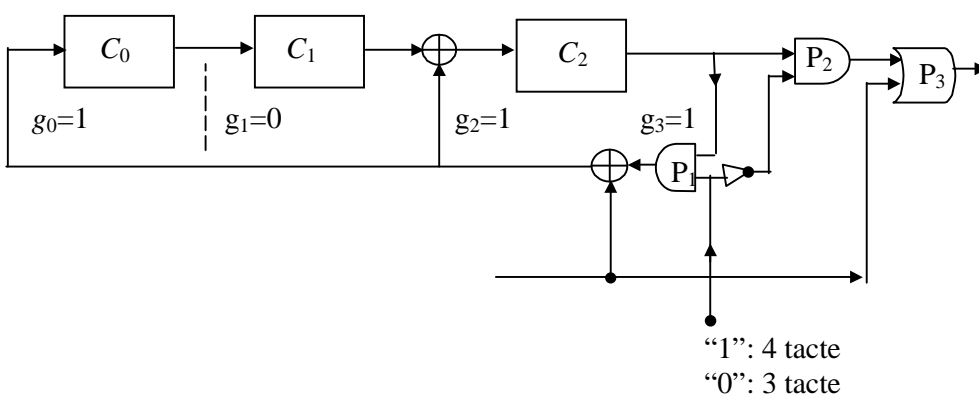 C₀ C₁ C₂ P₂ P₃
g₀=1 g₁=0 g₂=1 g₃=1
P₁
“1”: 4 tacte
“0”: 3 tacte